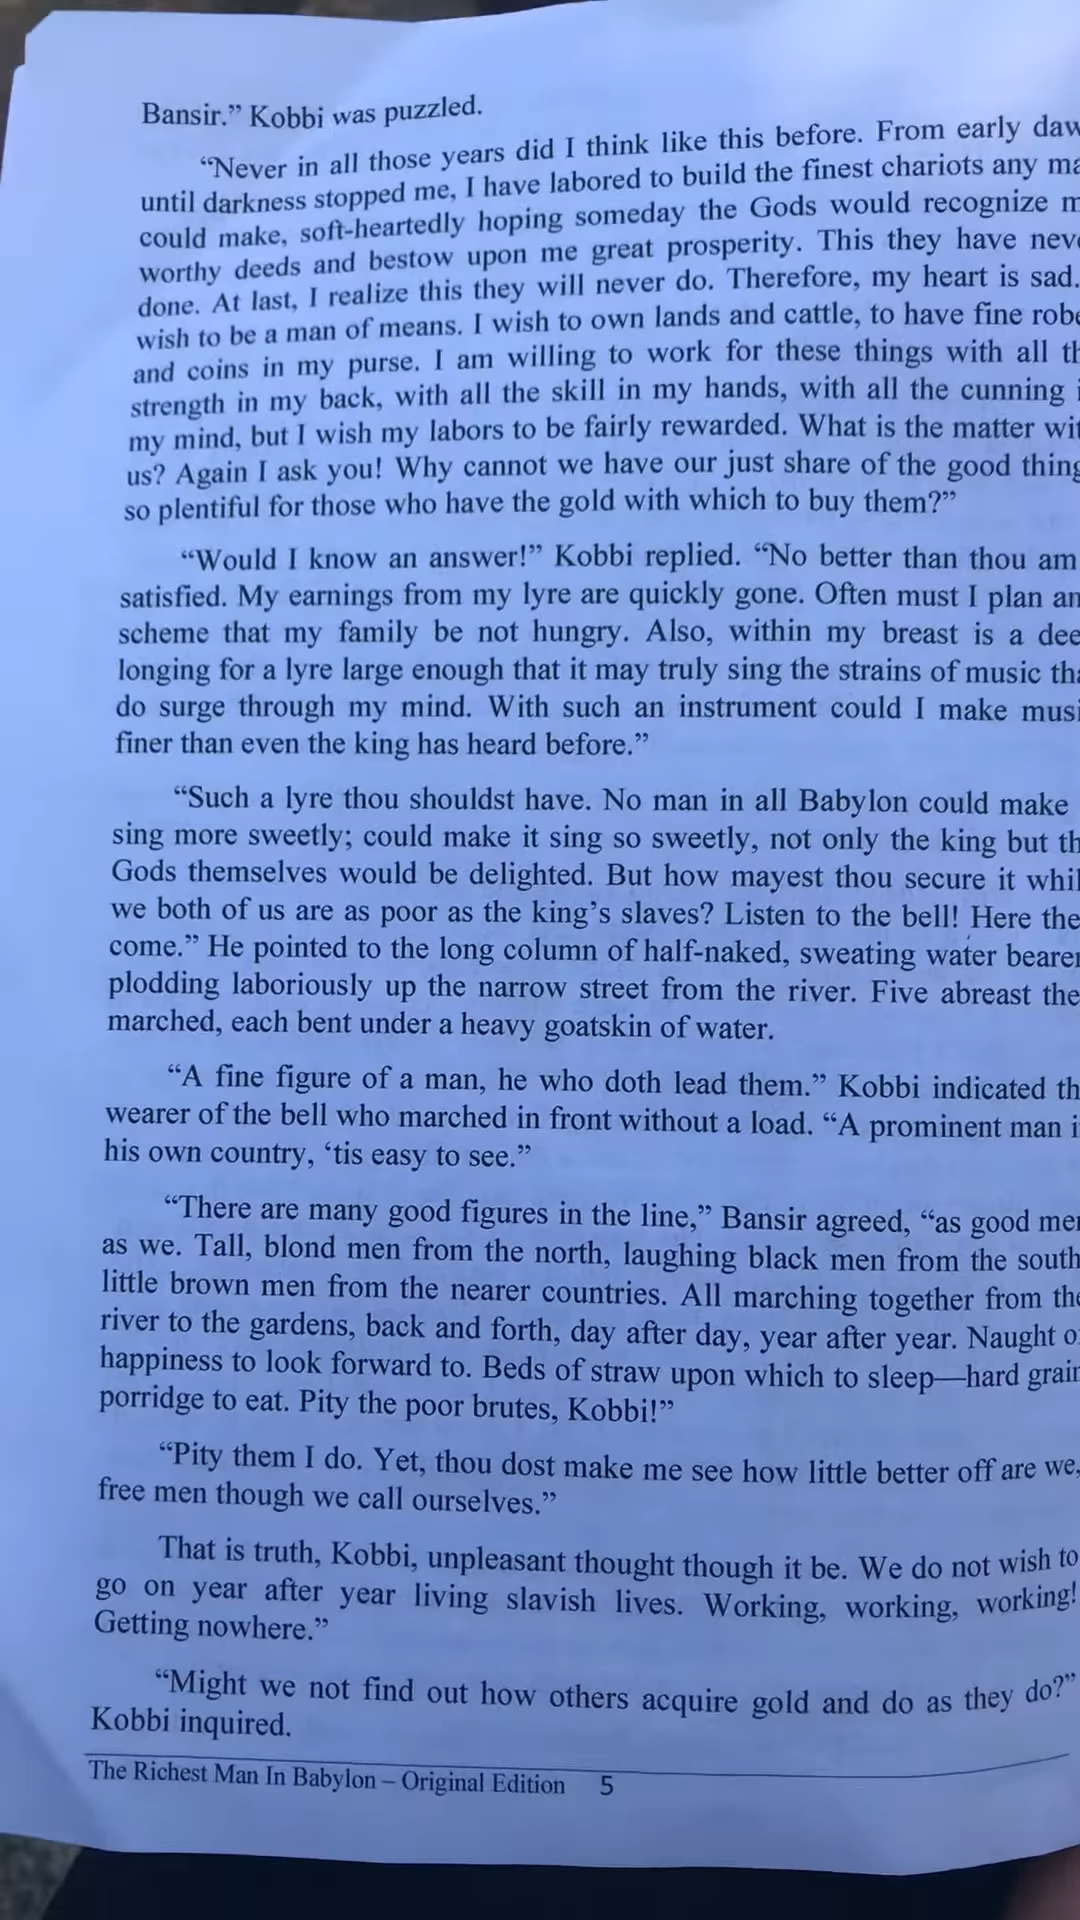 Bansir.” Kobbi was puzzled.
“Never in all those years did I think like this before. From early
until darkness stopped me, I have labored to build the finest chariots any
could make, soft-heartedly hoping someday the Gods would recognize
worthy deeds and bestow upon me great prosperity. This they have
done. At last, I realize this they will never do. Therefore, my heart is sad.
wish to be a man of means. I wish to own lands and cattle, to have fine
and coins in my purse. I am willing to work for these things with all
strength in my back, with all the skill in my hands, with all the cunning
my mind, but I wish my labors to be fairly rewarded. What is the matter
us? Again I ask you! Why cannot we have our just share of the good
so plentiful for those who have the gold with which to buy them?”
“Would I know an answer!” Kobbi replied. “No better than thou am
satisfied. My earnings from my lyre are quickly gone. Often must I plan
scheme that my family be not hungry. Also, within my breast is a
longing for a lyre large enough that it may truly sing the strains of music
do surge through my mind. With such an instrument could I make
finer than even the king has heard before.”
“Such a lyre thou shouldst have. No man in all Babylon could make
sing more sweetly; could make it sing so sweetly, not only the king but
Gods themselves would be delighted. But how mayest thou secure it
we both of us are as poor as the king’s slaves? Listen to the bell! Here
come.” He pointed to the long column of half-naked, sweating water
plodding laboriously up the narrow street from the river. Five abreast
marched, each bent under a heavy goatskin of water.
“A fine figure of a man, he who doth lead them.” Kobbi indicated
wearer of the bell who marched in front without a load. “A prominent man
his own country, ‘tis easy to see.”
“There are many good figures in the line,” Bansir agreed, “as good
as we. Tall, blond men from the north, laughing black men from the south
little brown men from the nearer countries. All marching together from
river to the gardens, back and forth, day after day, year after year. Naught
happiness to look forward to. Beds of straw upon which to sleep—hard
porridge to eat. Pity the poor brutes, Kobbi!”
“Pity them I do. Yet, thou dost make me see how little better off are we,
free men though we call ourselves.”
That is truth, Kobbi, unpleasant thought though it be. We do not wish to
go on year after year living slavish lives. Working, working, working!
Getting nowhere.”
“Might we not find out how others acquire gold and do as they do?”
Kobbi inquired.
The Richest Man In Babylon – Original Edition 5